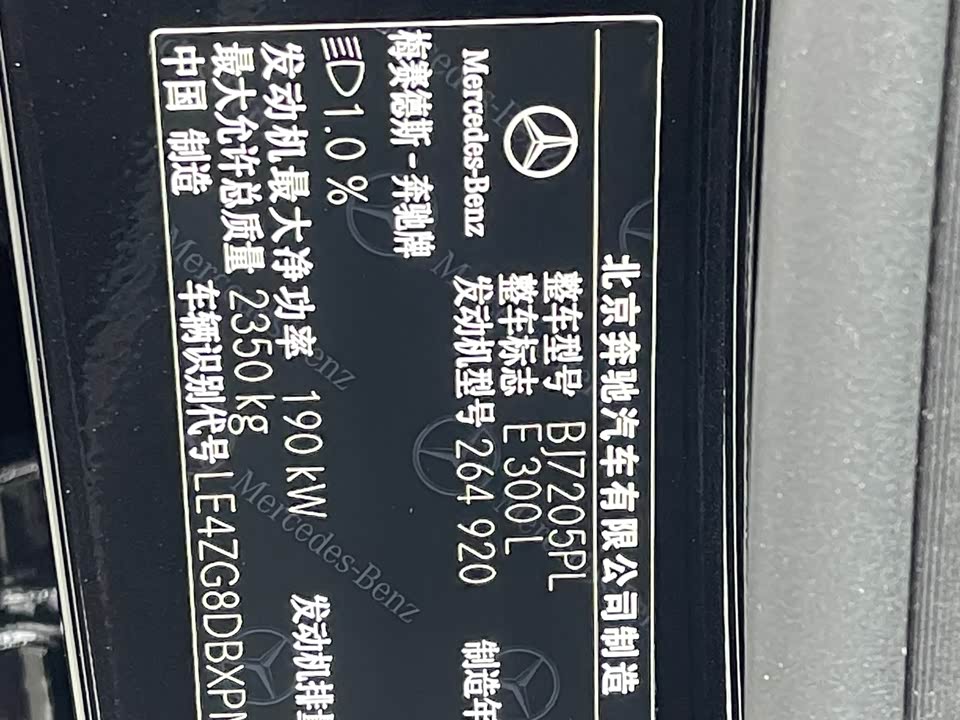 北京奔驰汽车有限公司制造
Mercedes-Benz
梅赛德斯-奔驰牌
整车型号 BJ7205PL
整车标志 E 300 L
发动机型号 264 920 制造年
1.0 %
发动机最大净功率 190 kW 发动机排量
最大允许总质量 2350 kg
中国 制造 车辆识别代号 LE4ZG8DBXP